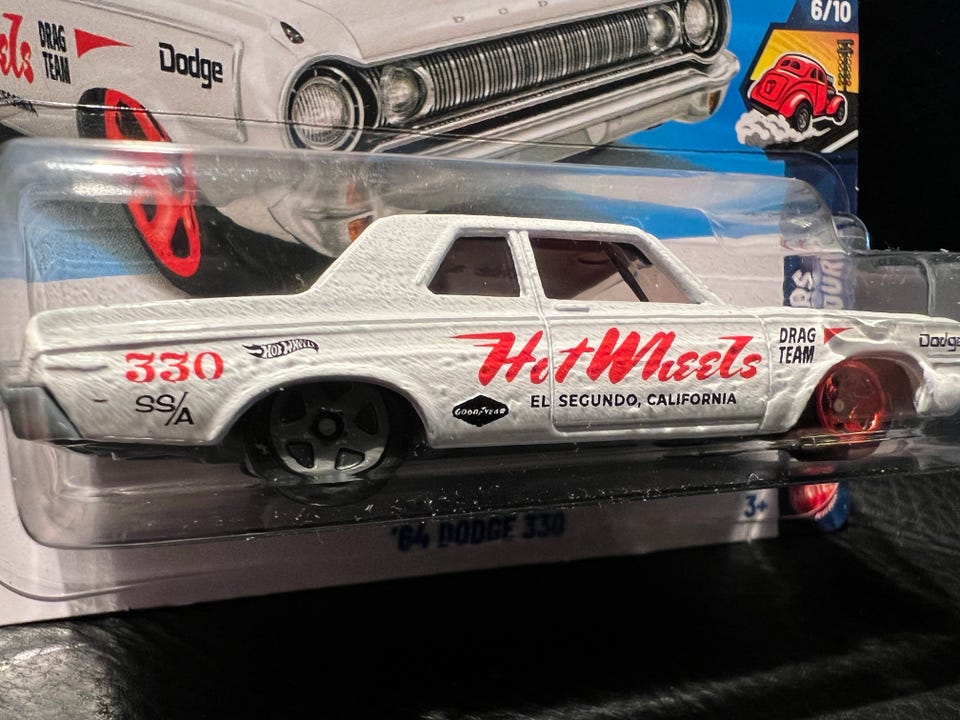 6/10
DRAG
TEAM
Dodge
DODGE
330
HOT WHEELS
SS/A
GOODYEAR
Hot Wheels
EL SEGUNDO, CALIFORNIA
DRAG
TEAM
Dodge
'64 DODGE 330
3+